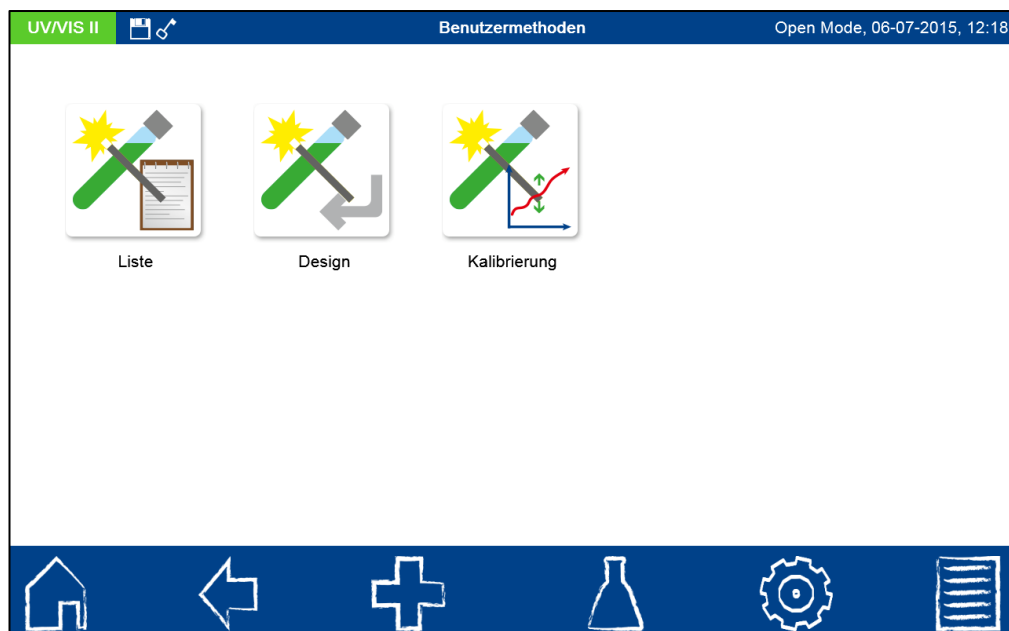 UV/VIS II Benutzermethoden Open Mode, 06-07-2015, 12:18
Liste Design Kalibrierung